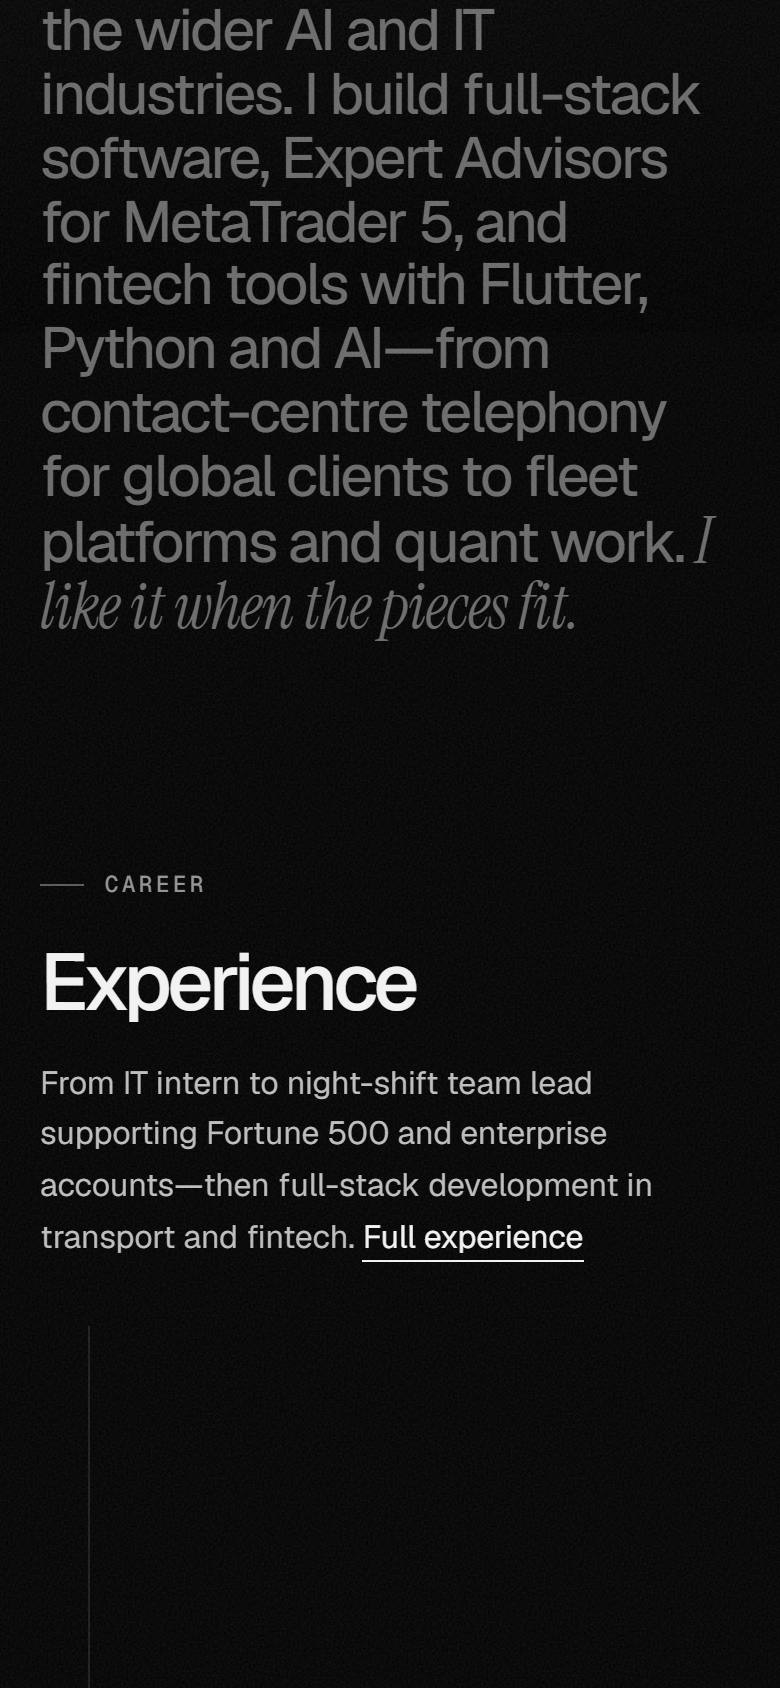 the wider AI and IT
industries. I build full-stack
software, Expert Advisors
for MetaTrader 5, and
fintech tools with Flutter,
Python and AI—from
contact-centre telephony
for global clients to fleet
platforms and quant work. I
like it when the pieces fit.
CAREER
Experience
From IT intern to night-shift team lead
supporting Fortune 500 and enterprise
accounts—then full-stack development in
transport and fintech. Full experience